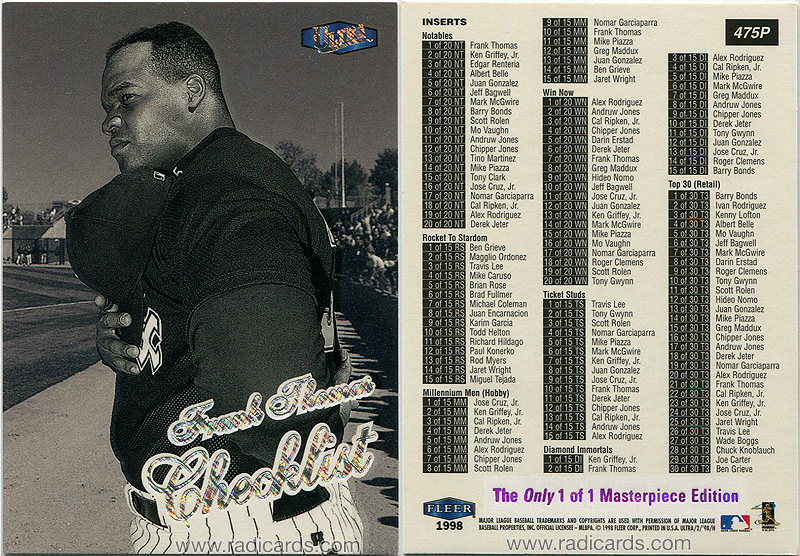 ULTRA
Frank Thomas
Checklist
www.radicards.com
INSERTS
Notables
1 of 20 NT Frank Thomas
2 of 20 NT Ken Griffey, Jr.
3 of 20 NT Edgar Renteria
4 of 20 NT Albert Belle
5 of 20 NT Juan Gonzalez
6 of 20 NT Jeff Bagwell
7 of 20 NT Mark McGwire
8 of 20 NT Barry Bonds
9 of 20 NT Scott Rolen
10 of 20 NT Mo Vaughn
11 of 20 NT Andruw Jones
12 of 20 NT Chipper Jones
13 of 20 NT Tino Martinez
14 of 20 NT Mike Piazza
15 of 20 NT Tony Clark
16 of 20 NT Jose Cruz, Jr.
17 of 20 NT Nomar Garciaparra
18 of 20 NT Cal Ripken, Jr.
19 of 20 NT Alex Rodriguez
20 of 20 NT Derek Jeter
Rocket To Stardom
1 of 15 RS Ben Grieve
2 of 15 RS Magglio Ordonez
3 of 15 RS Travis Lee
4 of 15 RS Mike Caruso
5 of 15 RS Brian Rose
6 of 15 RS Brad Fullmer
7 of 15 RS Michael Coleman
8 of 15 RS Juan Encarnacion
9 of 15 RS Karim Garcia
10 of 15 RS Todd Helton
11 of 15 RS Richard Hildago
12 of 15 RS Paul Konerko
13 of 15 RS Rod Myers
14 of 15 RS Jaret Wright
15 of 15 RS Miguel Tejada
Millennium Men (Hobby)
1 of 15 MM Jose Cruz, Jr.
2 of 15 MM Ken Griffey, Jr.
3 of 15 MM Cal Ripken, Jr.
4 of 15 MM Derek Jeter
5 of 15 MM Andruw Jones
6 of 15 MM Alex Rodriguez
7 of 15 MM Chipper Jones
8 of 15 MM Scott Rolen
9 of 15 MM Nomar Garciaparra
10 of 15 MM Frank Thomas
11 of 15 MM Mike Piazza
12 of 15 MM Greg Maddux
13 of 15 MM Juan Gonzalez
14 of 15 MM Ben Grieve
15 of 15 MM Jaret Wright
Win Now
1 of 20 WN Alex Rodriguez
2 of 20 WN Andruw Jones
3 of 20 WN Cal Ripken, Jr.
4 of 20 WN Chipper Jones
5 of 20 WN Darin Erstad
6 of 20 WN Derek Jeter
7 of 20 WN Frank Thomas
8 of 20 WN Greg Maddux
9 of 20 WN Hideo Nomo
10 of 20 WN Jeff Bagwell
11 of 20 WN Jose Cruz, Jr.
12 of 20 WN Juan Gonzalez
13 of 20 WN Ken Griffey, Jr.
14 of 20 WN Mark McGwire
15 of 20 WN Mike Piazza
16 of 20 WN Mo Vaughn
17 of 20 WN Nomar Garciaparra
18 of 20 WN Roger Clemens
19 of 20 WN Scott Rolen
20 of 20 WN Tony Gwynn
Ticket Studs
1 of 15 TS Travis Lee
2 of 15 TS Tony Gwynn
3 of 15 TS Scott Rolen
4 of 15 TS Nomar Garciaparra
5 of 15 TS Mike Piazza
6 of 15 TS Mark McGwire
7 of 15 TS Ken Griffey, Jr.
8 of 15 TS Juan Gonzalez
9 of 15 TS Jose Cruz, Jr.
10 of 15 TS Frank Thomas
11 of 15 TS Derek Jeter
12 of 15 TS Chipper Jones
13 of 15 TS Cal Ripken, Jr.
14 of 15 TS Andruw Jones
15 of 15 TS Alex Rodriguez
Diamond Immortals
1 of 15 DI Ken Griffey, Jr.
2 of 15 DI Frank Thomas
475P
3 of 15 DI Alex Rodriguez
4 of 15 DI Cal Ripken, Jr.
5 of 15 DI Mike Piazza
6 of 15 DI Mark McGwire
7 of 15 DI Greg Maddux
8 of 15 DI Andruw Jones
9 of 15 DI Chipper Jones
10 of 15 DI Derek Jeter
11 of 15 DI Tony Gwynn
12 of 15 DI Juan Gonzalez
13 of 15 DI Jose Cruz, Jr.
14 of 15 DI Roger Clemens
15 of 15 DI Barry Bonds
Top 30 (Retail)
1 of 30 T3 Barry Bonds
2 of 30 T3 Ivan Rodriguez
3 of 30 T3 Kenny Lofton
4 of 30 T3 Albert Belle
5 of 30 T3 Mo Vaughn
6 of 30 T3 Jeff Bagwell
7 of 30 T3 Mark McGwire
8 of 30 T3 Darin Erstad
9 of 30 T3 Roger Clemens
10 of 30 T3 Tony Gwynn
11 of 30 T3 Scott Rolen
12 of 30 T3 Hideo Nomo
13 of 30 T3 Juan Gonzalez
14 of 30 T3 Mike Piazza
15 of 30 T3 Greg Maddux
16 of 30 T3 Chipper Jones
17 of 30 T3 Andruw Jones
18 of 30 T3 Derek Jeter
19 of 30 T3 Nomar Garciaparra
20 of 30 T3 Alex Rodriguez
21 of 30 T3 Frank Thomas
22 of 30 T3 Cal Ripken, Jr.
23 of 30 T3 Ken Griffey, Jr.
24 of 30 T3 Jose Cruz, Jr.
25 of 30 T3 Jaret Wright
26 of 30 T3 Travis Lee
27 of 30 T3 Wade Boggs
28 of 30 T3 Chuck Knoblauch
29 of 30 T3 Joe Carter
30 of 30 T3 Ben Grieve
The Only 1 of 1 Masterpiece Edition
FLEER
1998
MAJOR LEAGUE BASEBALL TRADEMARKS AND COPYRIGHTS ARE USED WITH PERMISSION OF MAJOR LEAGUE
BASEBALL PROPERTIES, INC. OFFICIAL LICENSEE - MLBPA. © 1998 FLEER CORP., PRINTED IN U.S.A. ULTRA/2/'98/H
www.radicards.com